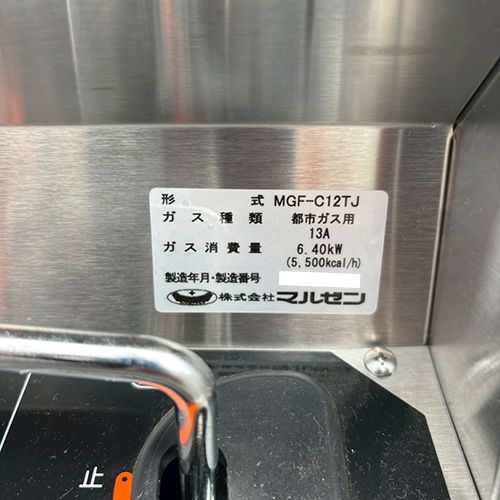 形 式 MGF-C12TJ
ガス種類 都市ガス用
13A
ガス消費量 6.40kW
(5,500kcal/h)
製造年月・製造番号
株式会社マルゼン
止